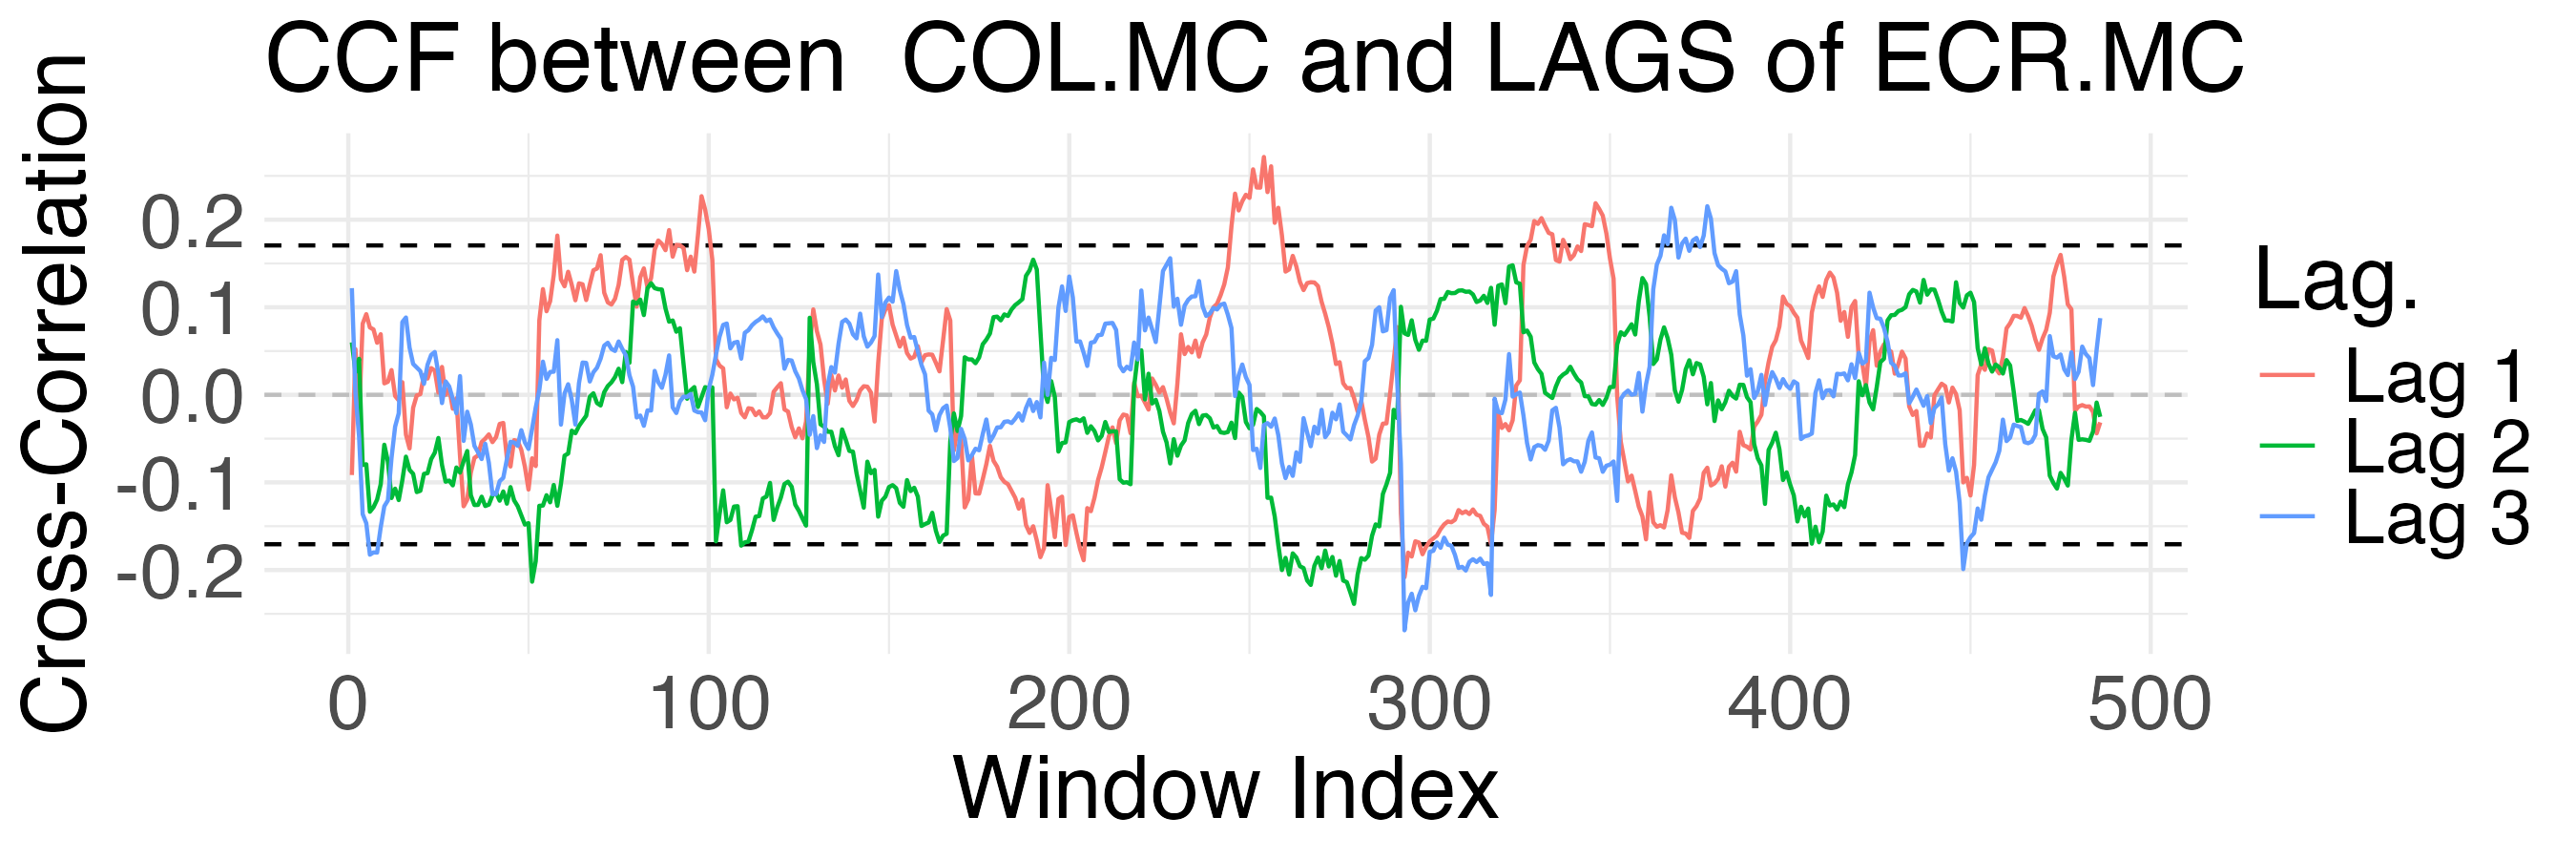 CCF between  COL.MC and LAGS of ECR.MC
Cross-Correlation
0.2
0.1
0.0
-0.1
-0.2
0 100 200 300 400 500
Window Index
Lag.
Lag 1
Lag 2
Lag 3